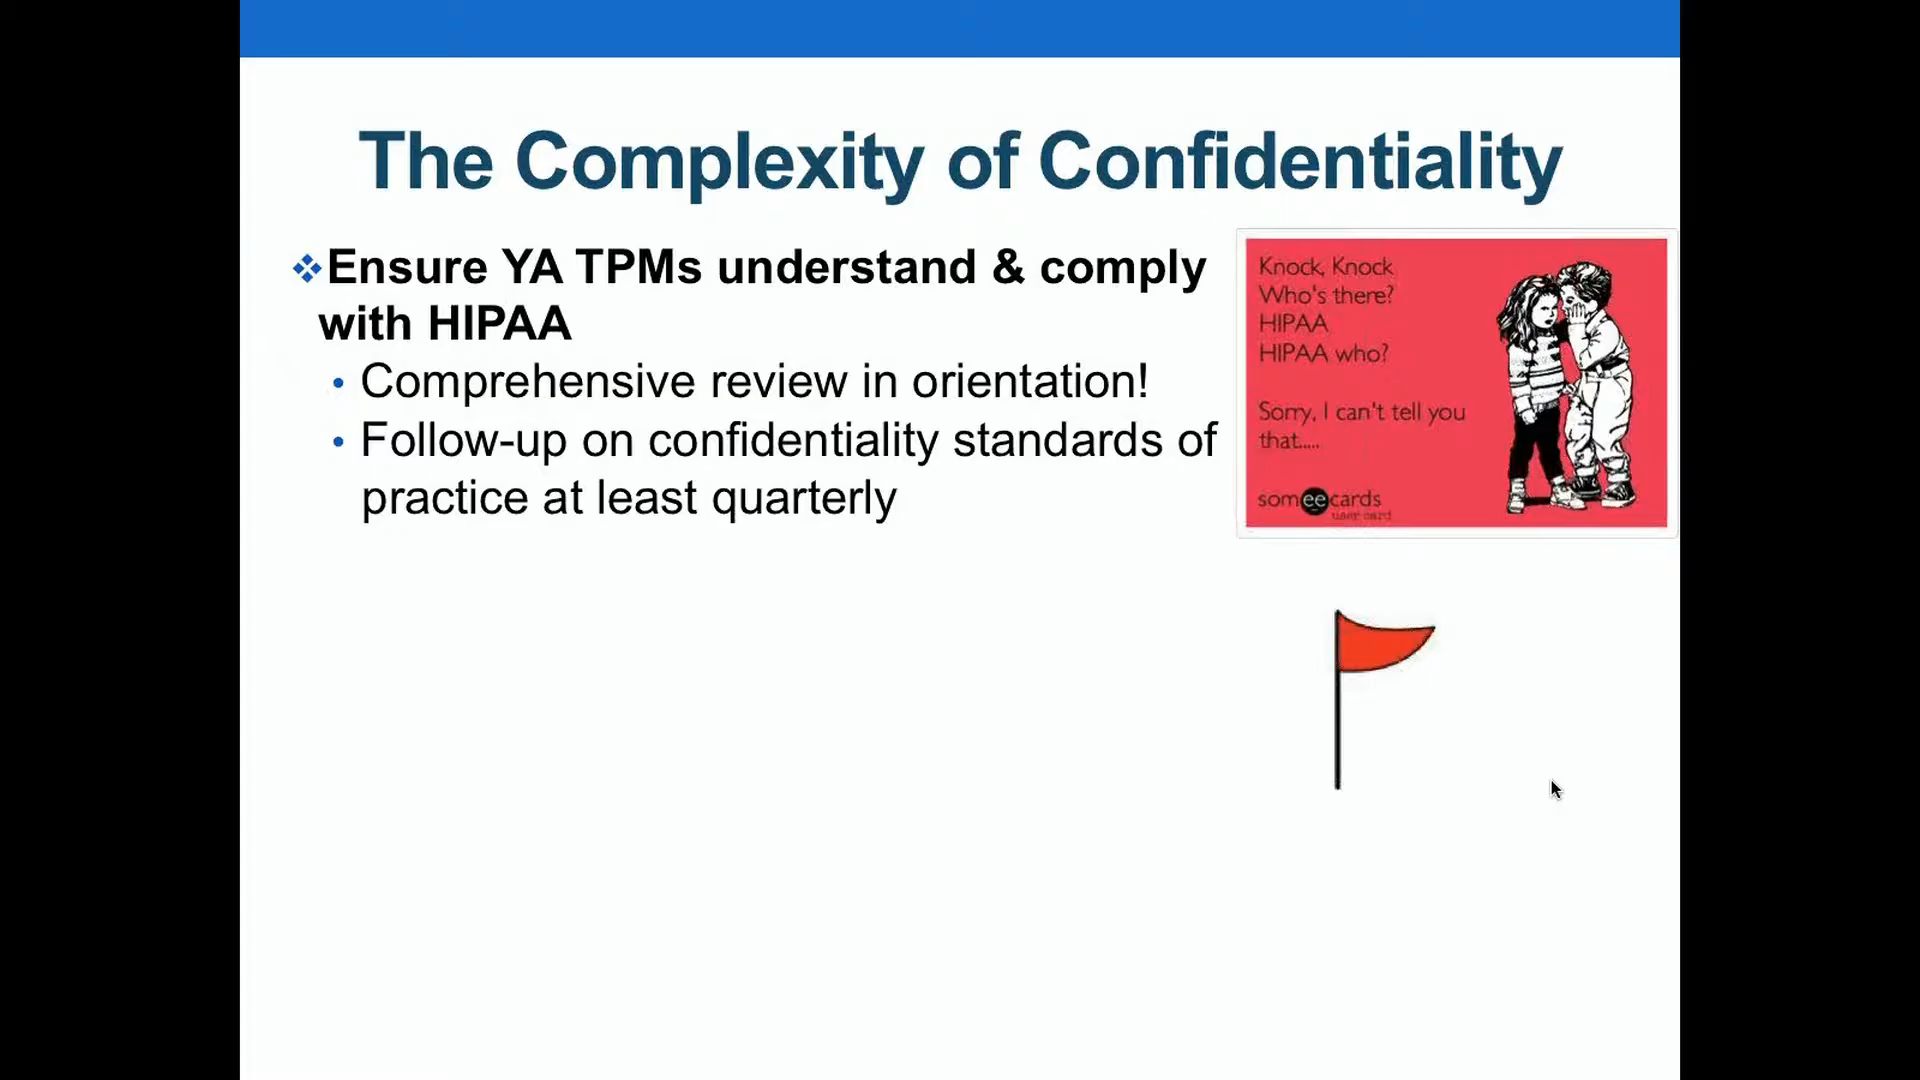 The Complexity of Confidentiality
Ensure YA TPMs understand & comply
with HIPAA
Comprehensive review in orientation!
Follow-up on confidentiality standards of
practice at least quarterly
Knock, Knock
Who's there?
HIPAA
HIPAA who?
Sorry, I can't tell you
that.....
someecards
user card